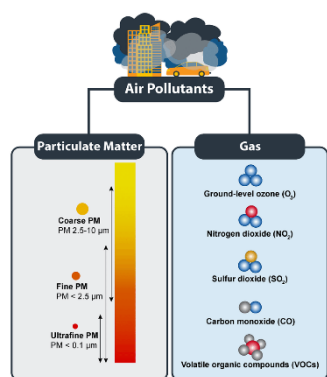 Air Pollutants
Particulate Matter
Coarse PM
PM 2.5-10 μm
Fine PM
PM < 2.5 μm
Ultrafine PM
PM < 0.1 μm
Gas
Ground-level ozone (O₃)
Nitrogen dioxide (NO₂)
Sulfur dioxide (SO₂)
Carbon monoxide (CO)
Volatile organic compounds (VOCs)